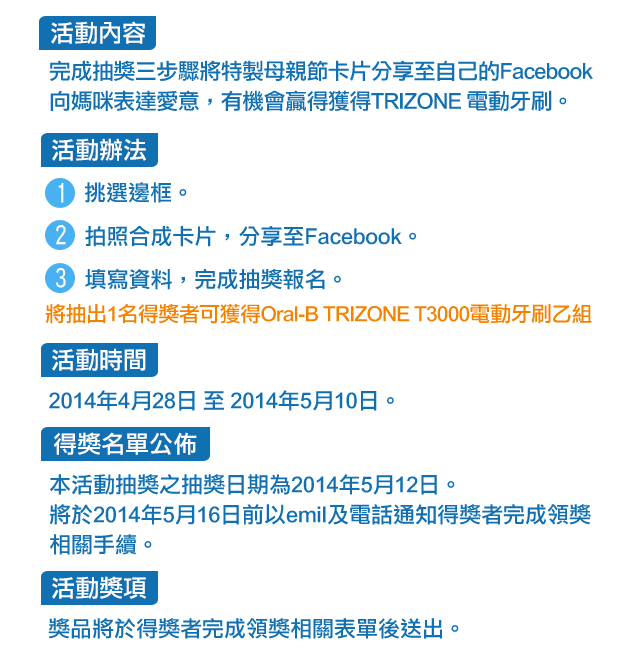 活動內容
完成抽獎三步驟將特製母親節卡片分享至自己的Facebook
向媽咪表達愛意，有機會贏得獲得TRIZONE 電動牙刷。
活動辦法
1 挑選邊框。
2 拍照合成卡片，分享至Facebook。
3 填寫資料，完成抽獎報名。
將抽出1名得獎者可獲得Oral-B TRIZONE T3000電動牙刷乙組
活動時間
2014年4月28日 至 2014年5月10日。
得獎名單公佈
本活動抽獎之抽獎日期為2014年5月12日。
將於2014年5月16日前以emil及電話通知得獎者完成領獎
相關手續。
活動獎項
獎品將於得獎者完成領獎相關表單後送出。